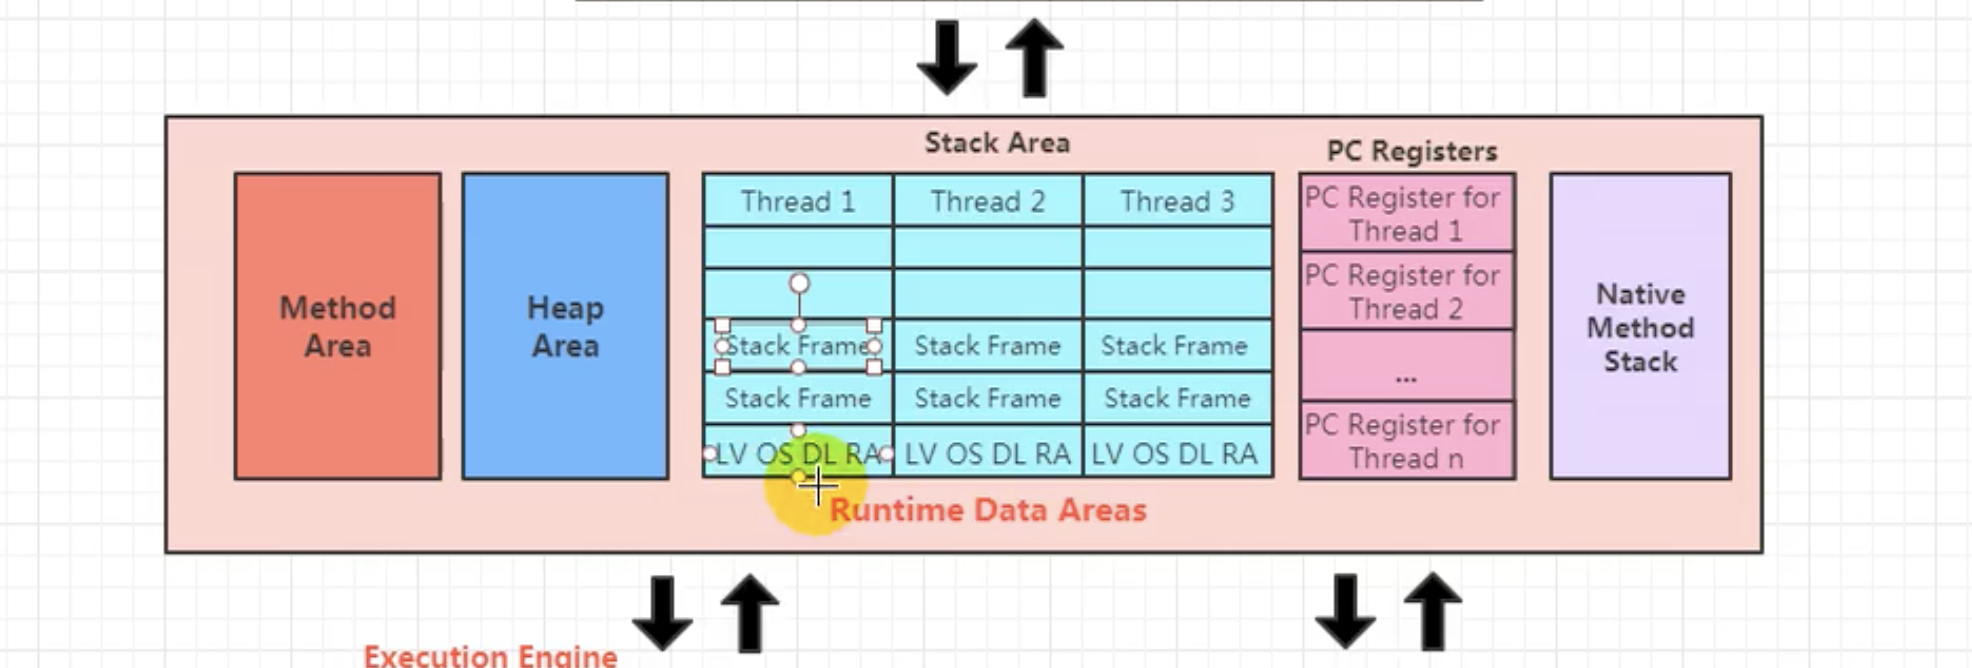 Stack Area
PC Registers
Method
Area
Heap
Area
Thread 1
Thread 2
Thread 3
Stack Frame
Stack Frame
Stack Frame
Stack Frame
Stack Frame
Stack Frame
LV OS DL RA
LV OS DL RA
LV OS DL RA
PC Register for
Thread 1
PC Register for
Thread 2
...
PC Register for
Thread n
Native
Method
Stack
Runtime Data Areas
Execution Engine